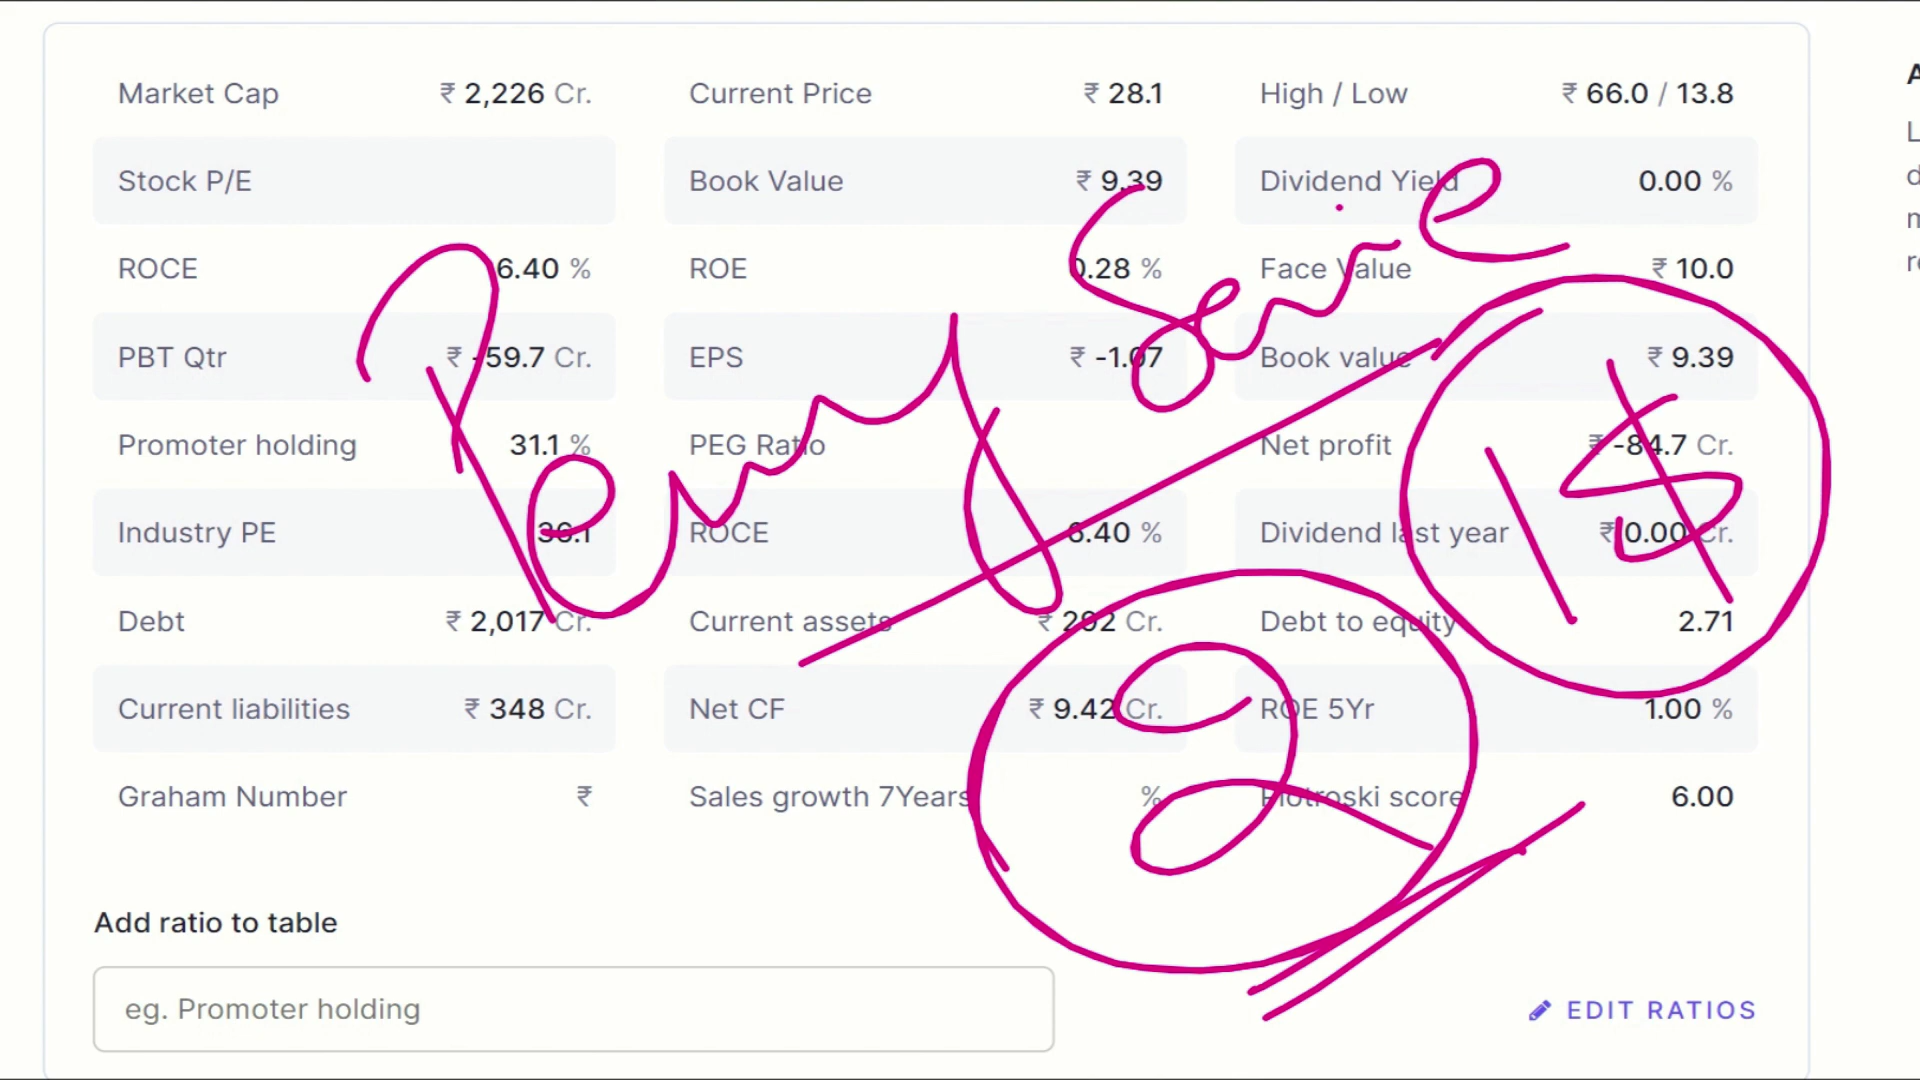 Market Cap ₹ 2,226 Cr. Current Price ₹ 28.1 High / Low ₹ 66.0 / 13.8
Stock P/E Book Value ₹ 9.39 Dividend Yield 0.00 %
ROCE 6.40 % ROE 0.28 % Face Value ₹ 10.0
PBT Qtr ₹ -59.7 Cr. EPS ₹ -1.07 Book value ₹ 9.39
Promoter holding 31.1 % PEG Ratio Net profit ₹ -84.7 Cr.
Industry PE 36.1 ROCE 6.40 % Dividend last year ₹ 0.00 Cr.
Debt ₹ 2,017 Cr. Current assets ₹ 292 Cr. Debt to equity 2.71
Current liabilities ₹ 348 Cr. Net CF ₹ 9.42 Cr. ROE 5Yr 1.00 %
Graham Number ₹ Sales growth 7Years % Piotroski score 6.00
Add ratio to table
eg. Promoter holding
EDIT RATIOS
Penny
2